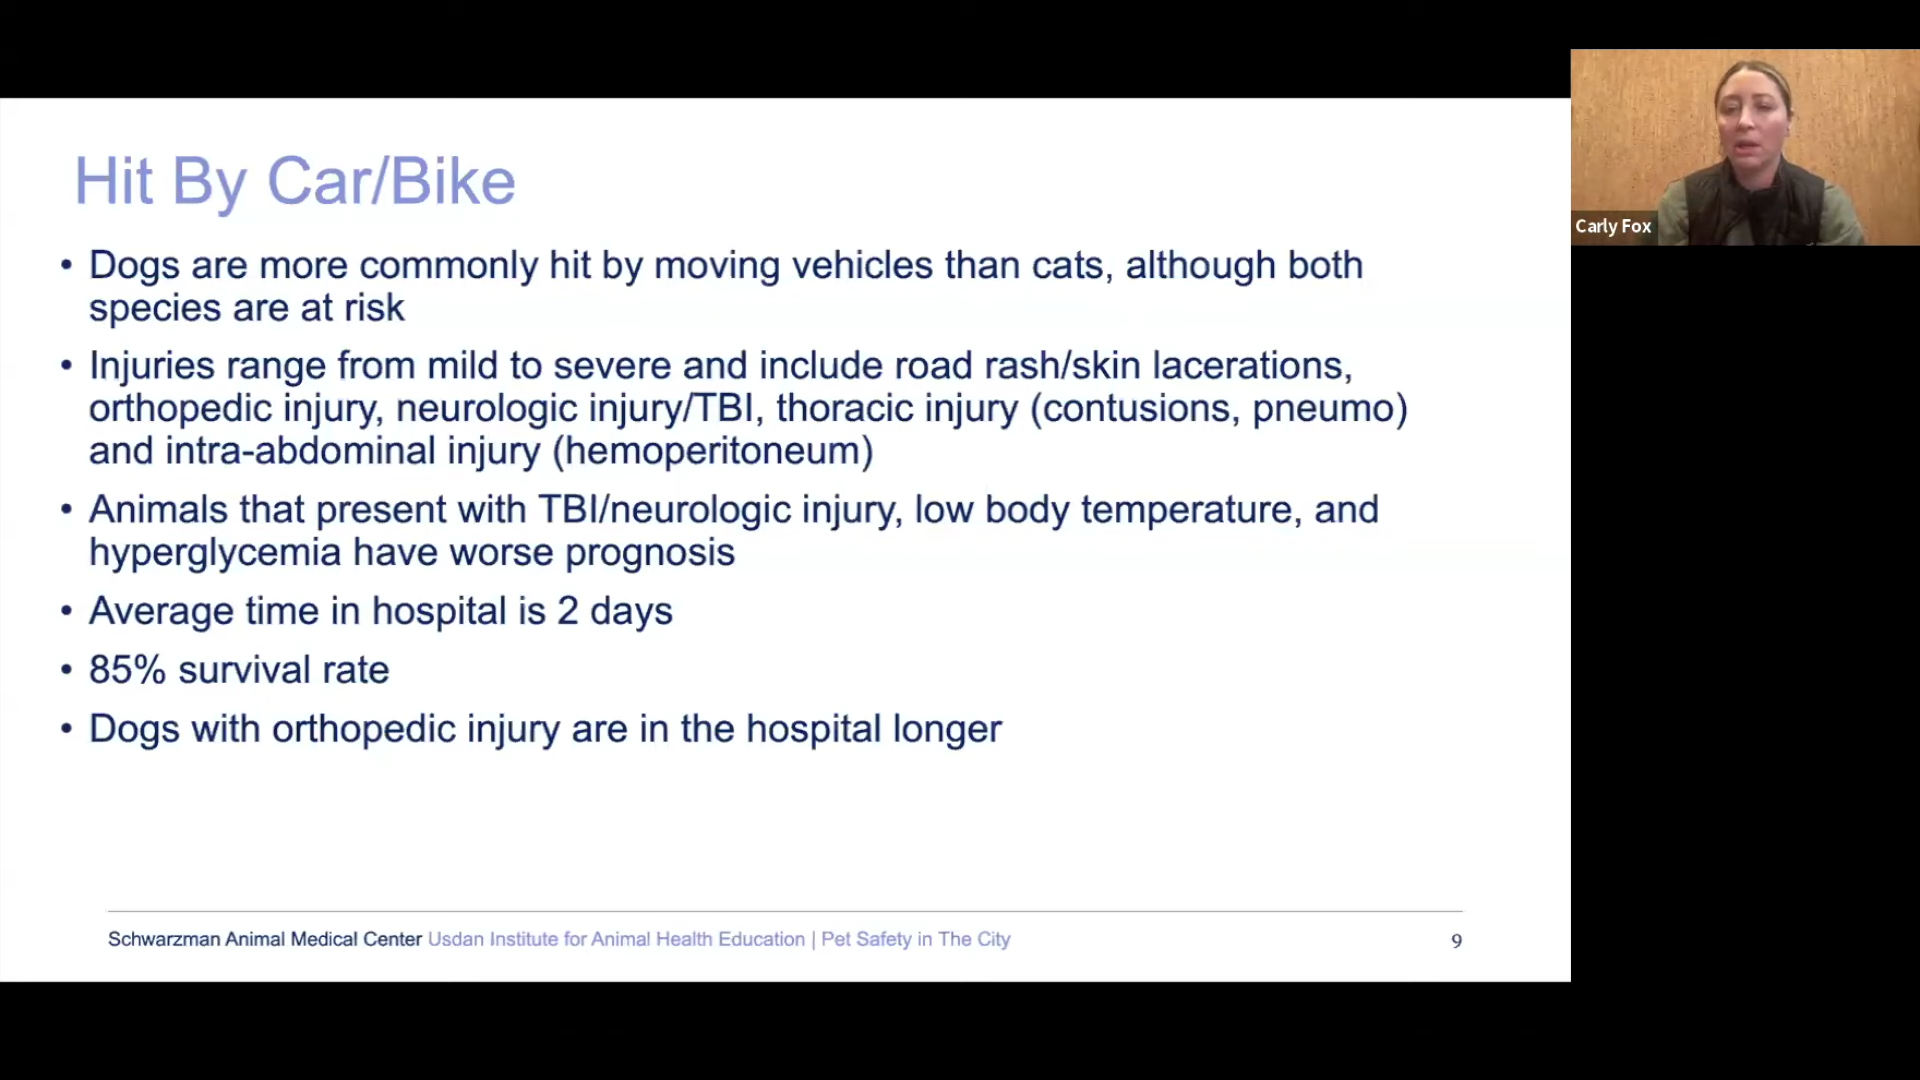 Hit By Car/Bike
• Dogs are more commonly hit by moving vehicles than cats, although both
species are at risk
• Injuries range from mild to severe and include road rash/skin lacerations,
orthopedic injury, neurologic injury/TBI, thoracic injury (contusions, pneumo)
and intra-abdominal injury (hemoperitoneum)
• Animals that present with TBI/neurologic injury, low body temperature, and
hyperglycemia have worse prognosis
• Average time in hospital is 2 days
• 85% survival rate
• Dogs with orthopedic injury are in the hospital longer
Schwarzman Animal Medical Center Usdan Institute for Animal Health Education | Pet Safety in The City
9
Carly Fox